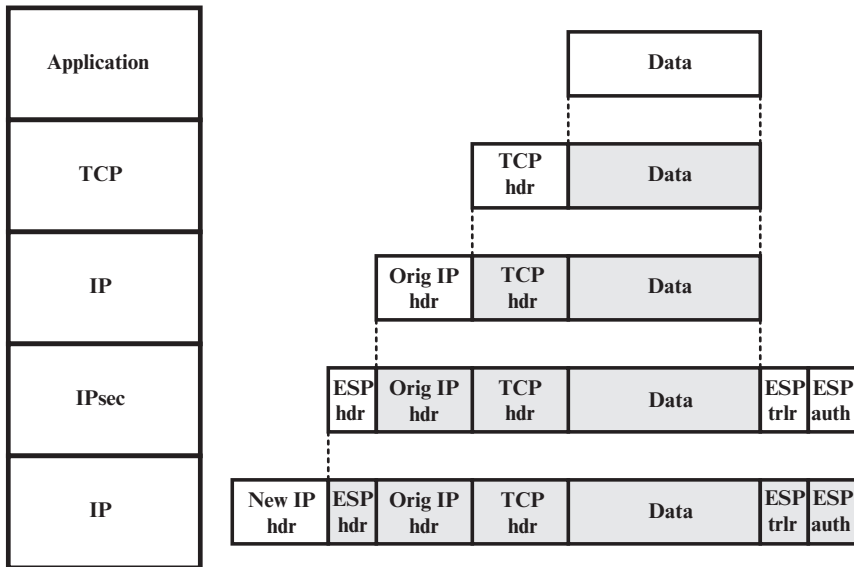 Application
Data
TCP
TCP
hdr
Data
IP
Orig IP
hdr
TCP
hdr
Data
IPsec
ESP
hdr
Orig IP
hdr
TCP
hdr
Data
ESP
trlr
ESP
auth
IP
New IP
hdr
ESP
hdr
Orig IP
hdr
TCP
hdr
Data
ESP
trlr
ESP
auth